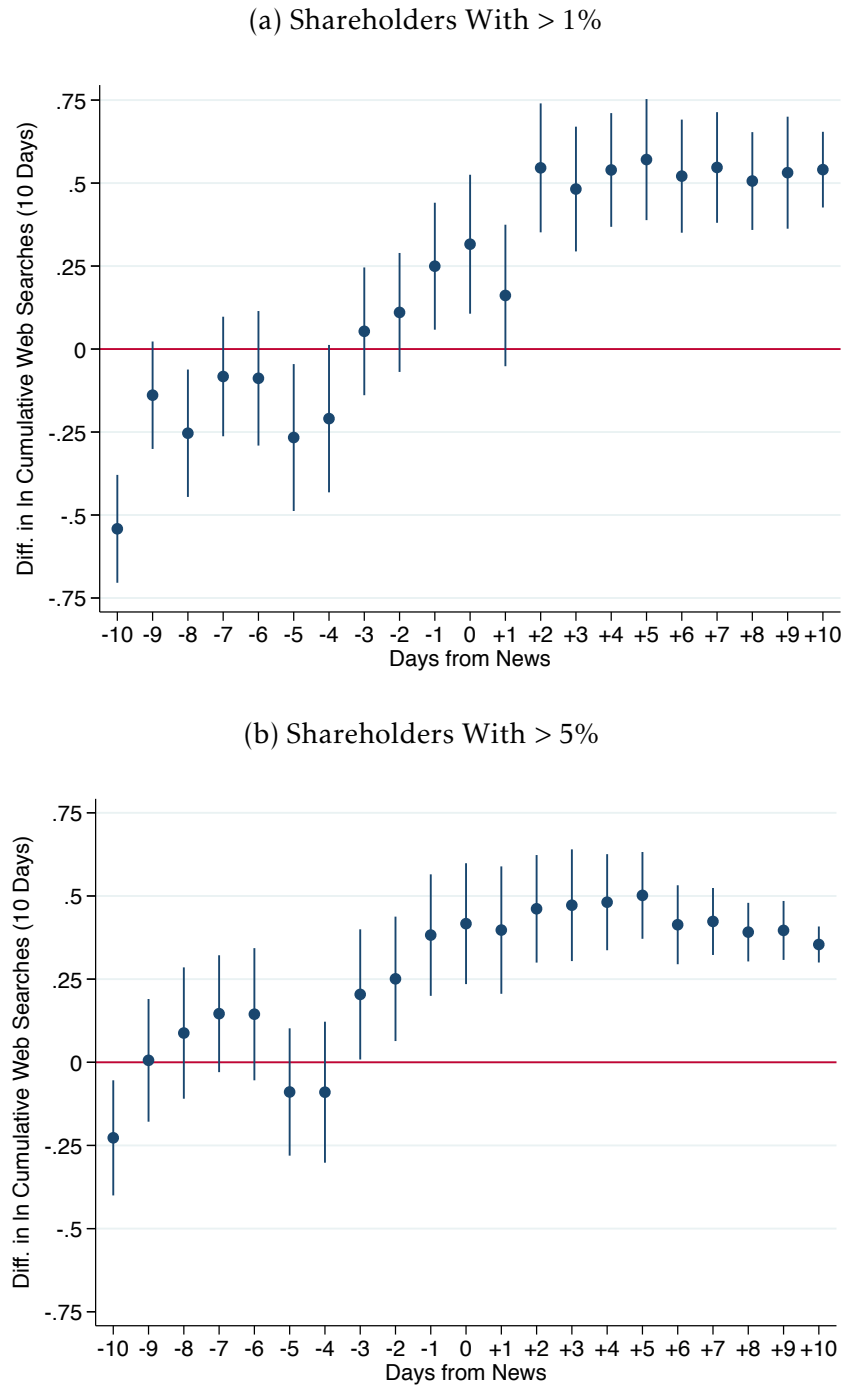 (a) Shareholders With > 1%
Diff. in ln Cumulative Web Searches (10 Days)
.75
.5
.25
0
-.25
-.5
-.75
-10 -9 -8 -7 -6 -5 -4 -3 -2 -1 0 +1 +2 +3 +4 +5 +6 +7 +8 +9 +10
Days from News
(b) Shareholders With > 5%
Diff. in ln Cumulative Web Searches (10 Days)
.75
.5
.25
0
-.25
-.5
-.75
-10 -9 -8 -7 -6 -5 -4 -3 -2 -1 0 +1 +2 +3 +4 +5 +6 +7 +8 +9 +10
Days from News